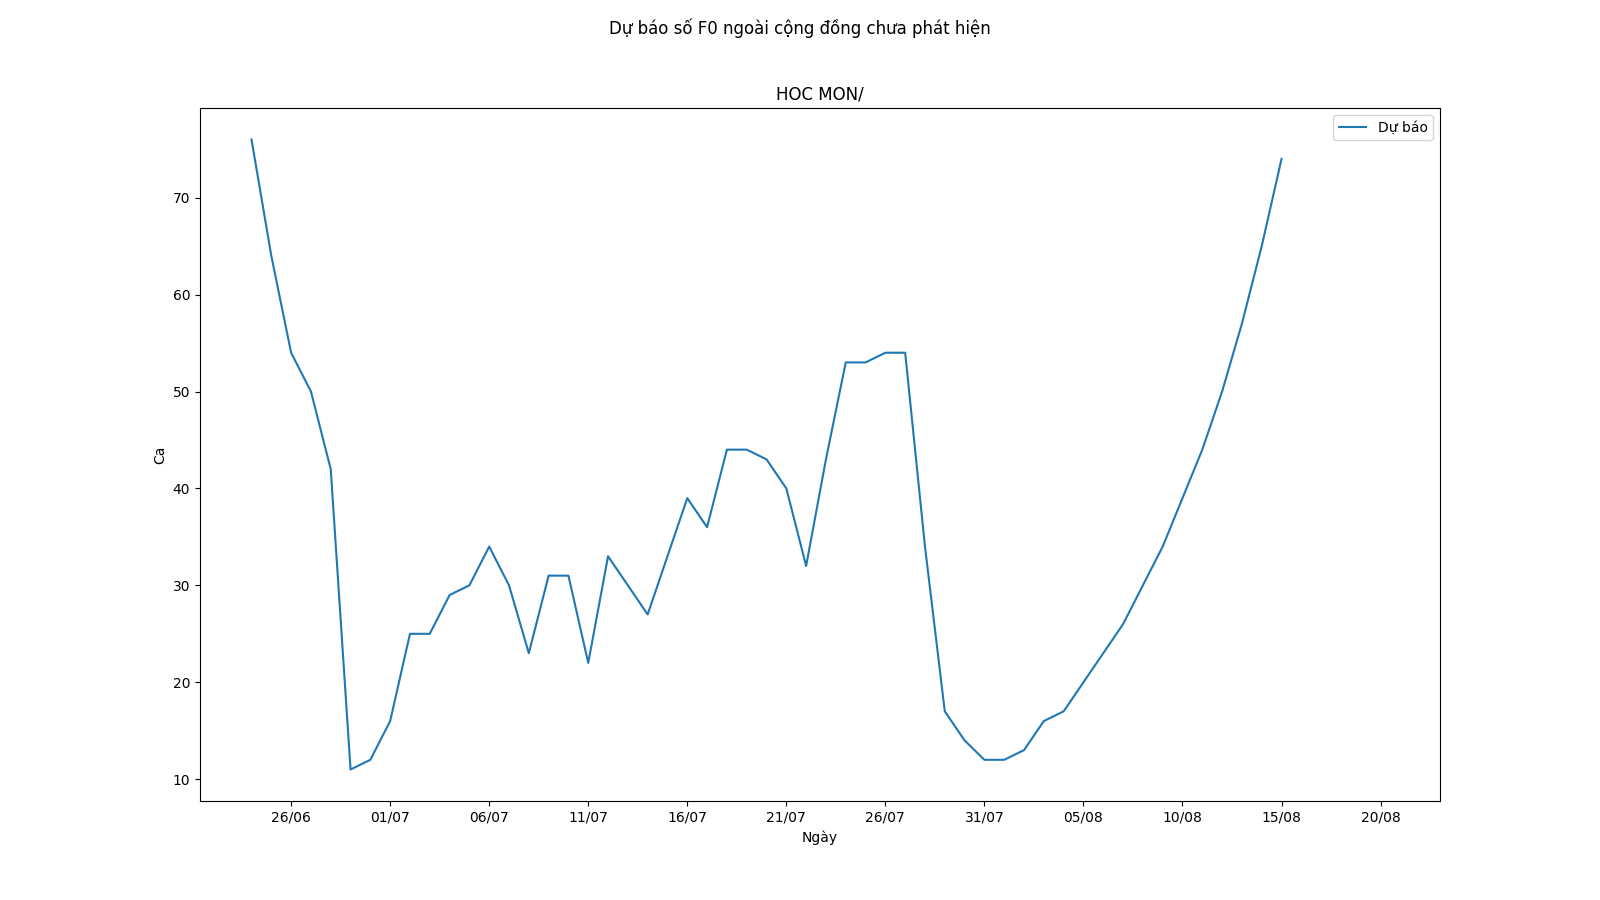 Dự báo số F0 ngoài cộng đồng chưa phát hiện
HOC MON/
Dự báo
70
60
50
40
30
20
10
Ca
26/06 01/07 06/07 11/07 16/07 21/07 26/07 31/07 05/08 10/08 15/08 20/08
Ngày